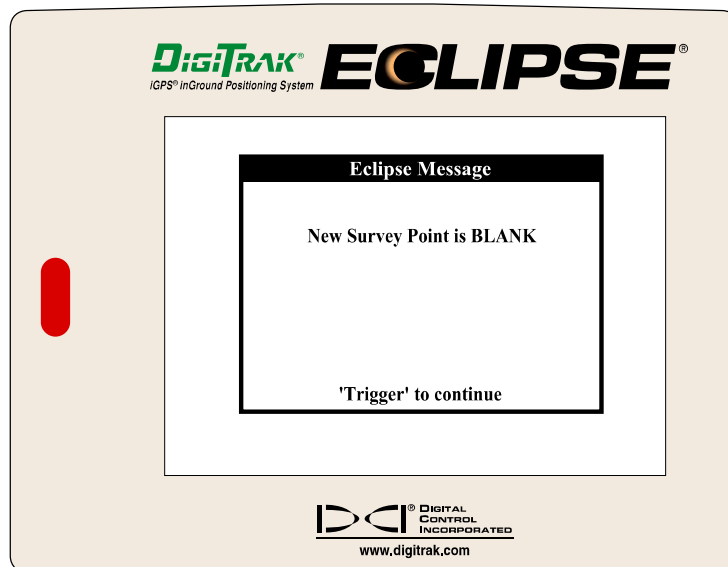 DIGITRAK® ECLIPSE®
iGPS® inGround Positioning System
Eclipse Message
New Survey Point is BLANK
'Trigger' to continue
DCI® DIGITAL
CONTROL
INCORPORATED
www.digitrak.com